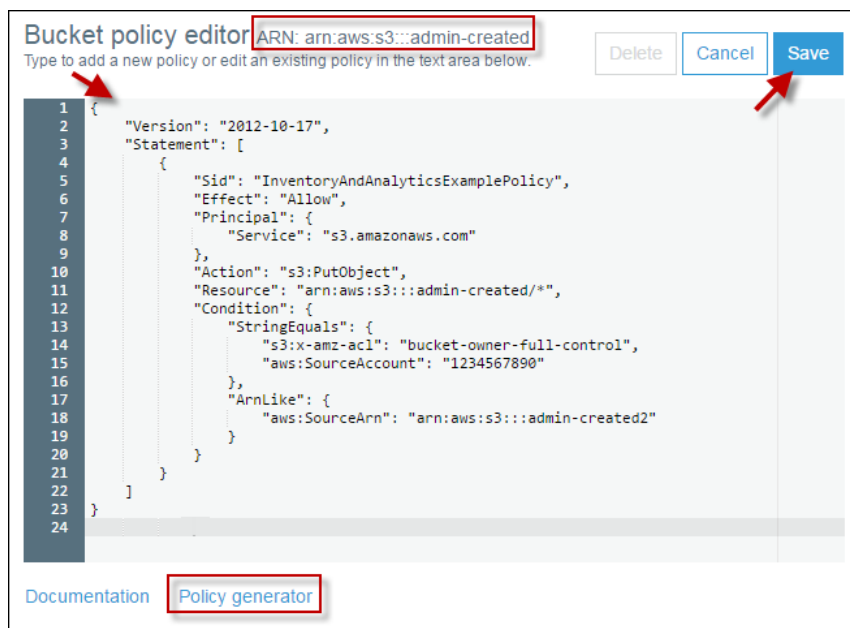 Bucket policy editor ARN: arn:aws:s3:::admin-created
Type to add a new policy or edit an existing policy in the text area below.
Delete Cancel Save
1 {
2 "Version": "2012-10-17",
3 "Statement": [
4 {
5 "Sid": "InventoryAndAnalyticsExamplePolicy",
6 "Effect": "Allow",
7 "Principal": {
8 "Service": "s3.amazonaws.com"
9 },
10 "Action": "s3:PutObject",
11 "Resource": "arn:aws:s3:::admin-created/*",
12 "Condition": {
13 "StringEquals": {
14 "s3:x-amz-acl": "bucket-owner-full-control",
15 "aws:SourceAccount": "1234567890"
16 },
17 "ArnLike": {
18 "aws:SourceArn": "arn:aws:s3:::admin-created2"
19 }
20 }
21 }
22 ]
23 }
24
Documentation Policy generator